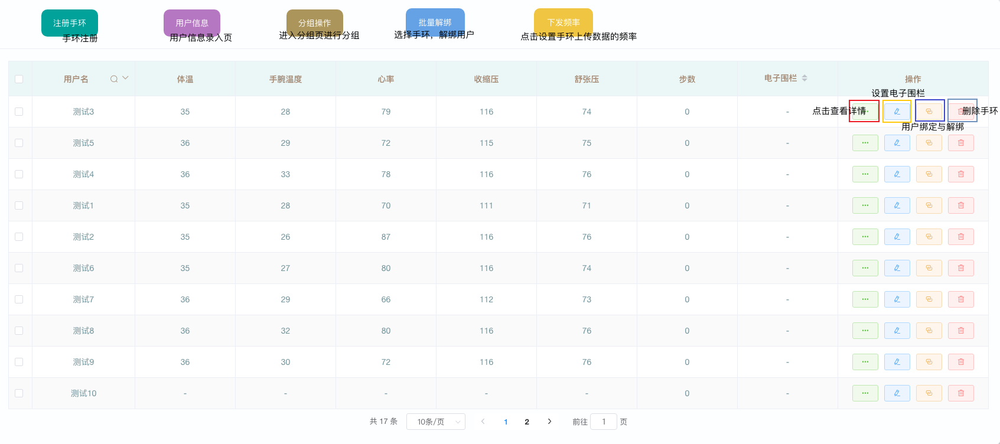 注册手环 用户信息 分组操作 批量解绑 下发频率
手环注册 用户信息录入页 进入分组页进行分组 选择手环，解绑用户 点击设置手环上传数据的频率
用户名 体温 手腕温度 心率 收缩压 舒张压 步数 电子围栏 操作
设置电子围栏
测试3 35 28 79 116 74 0 - 点击查看详情 删除手环
用户绑定与解绑
测试5 36 29 72 115 75 0 -
测试4 36 33 78 116 76 0 -
测试1 35 28 70 111 71 0 -
测试2 35 26 87 116 76 0 -
测试6 35 27 80 116 74 0 -
测试7 36 29 66 112 73 0 -
测试8 36 32 80 116 76 0 -
测试9 36 30 72 116 76 0 -
测试10 - - - - - 0 -
共 17 条 10条/页 1 2 前往 1 页